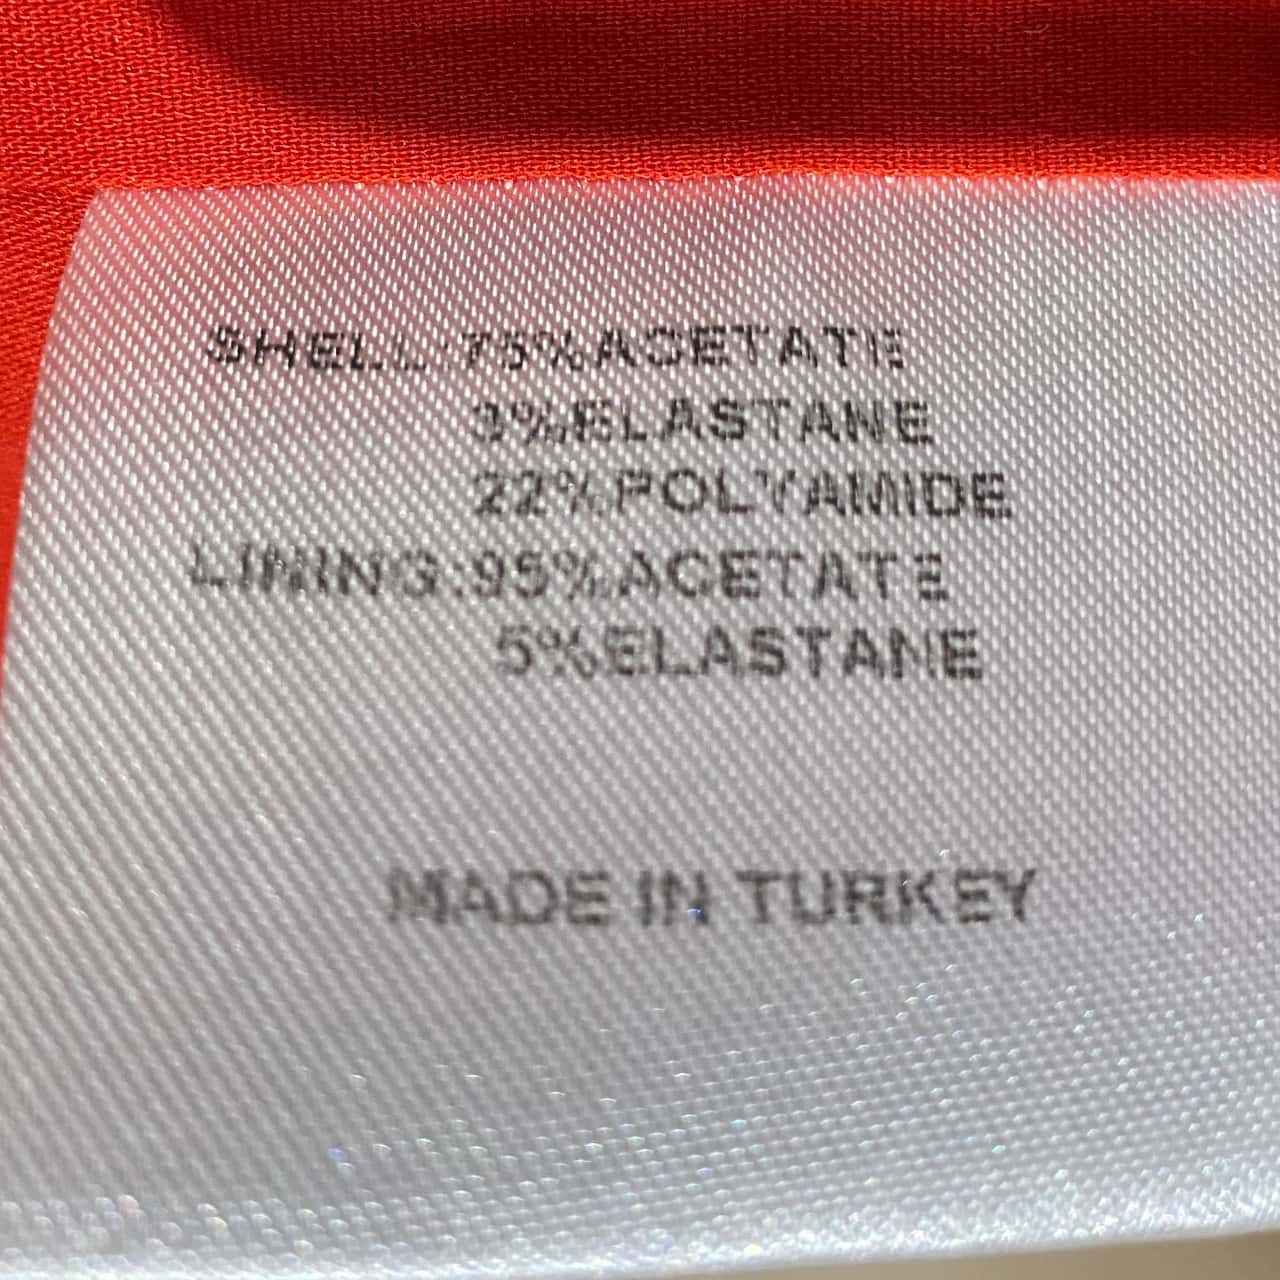 SHELL:75%ACETATE
3%ELASTANE
22%POLYAMIDE
LINING:95%ACETATE
5%ELASTANE
MADE IN TURKEY